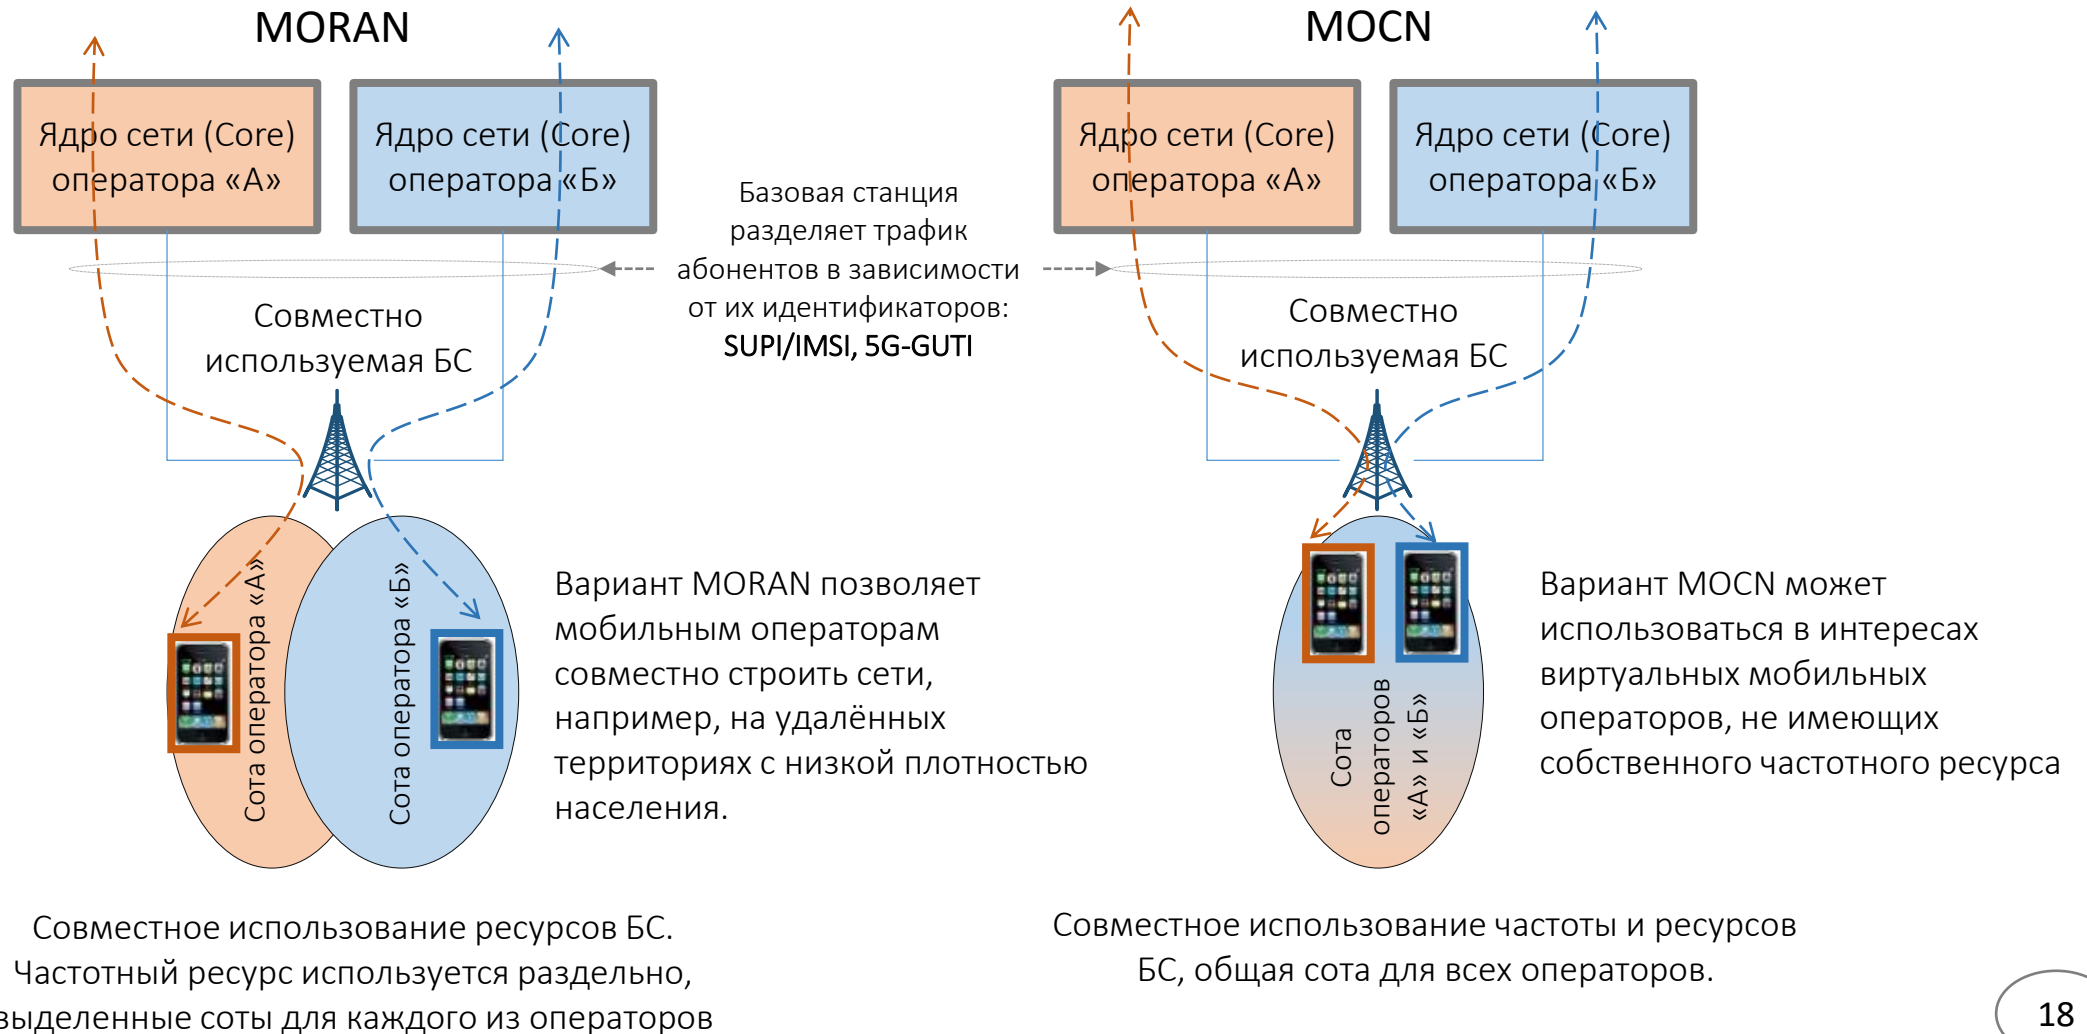 MORAN
Ядро сети (Core)
оператора «А»
Ядро сети (Core)
оператора «Б»
Совместно
используемая БС
Сота оператора «А»
Сота оператора «Б»
Базовая станция
разделяет трафик
абонентов в зависимости
от их идентификаторов:
SUPI/IMSI, 5G-GUTI
Вариант MORAN позволяет
мобильным операторам
совместно строить сети,
например, на удалённых
территориях с низкой плотностью
населения.
Совместное использование ресурсов БС.
Частотный ресурс используется раздельно,
выделенные соты для каждого из операторов
MOCN
Ядро сети (Core)
оператора «А»
Ядро сети (Core)
оператора «Б»
Совместно
используемая БС
Сота
операторов
«А» и «Б»
Вариант MOCN может
использоваться в интересах
виртуальных мобильных
операторов, не имеющих
собственного частотного ресурса
Совместное использование частоты и ресурсов
БС, общая сота для всех операторов.
18